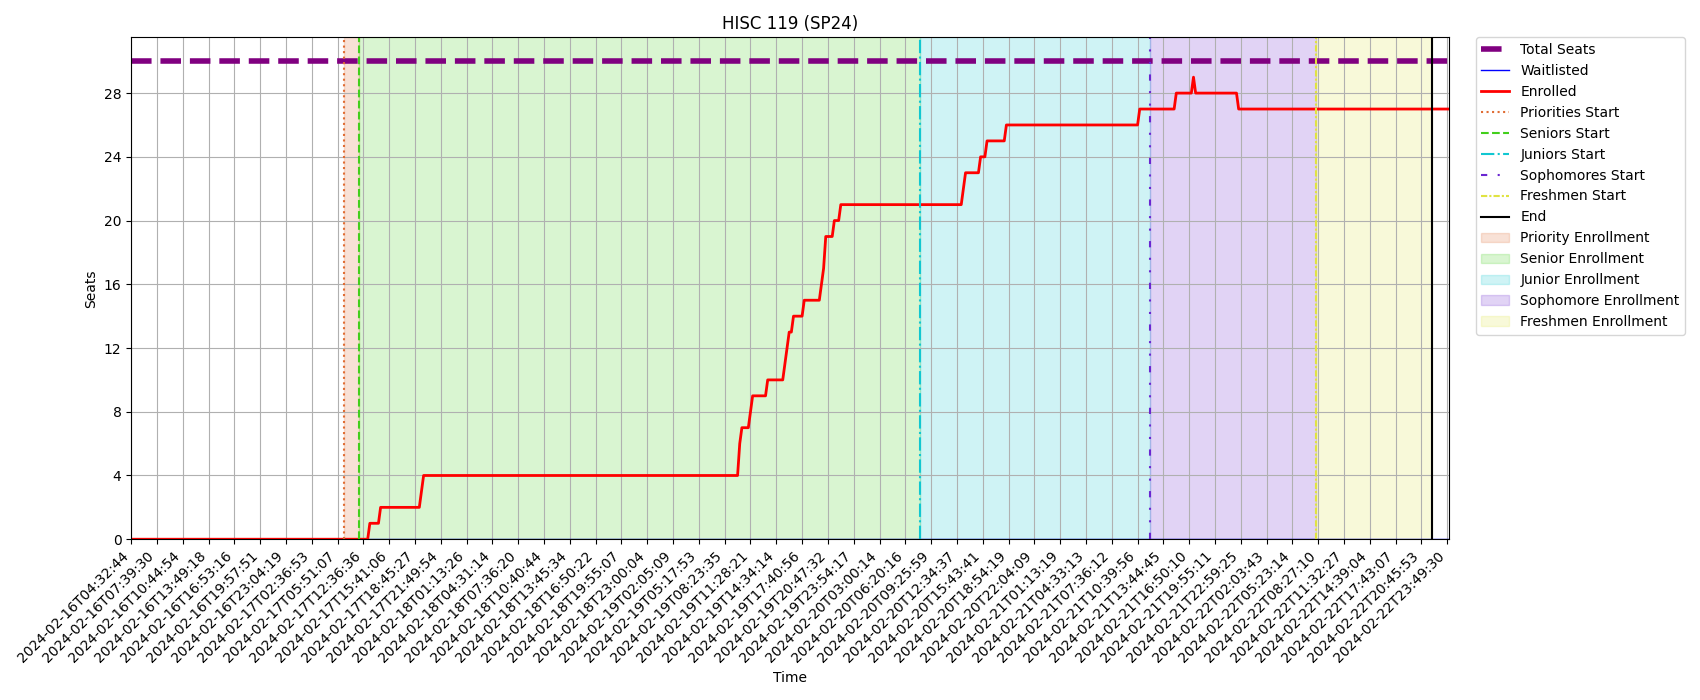 HISC 119 (SP24)
Seats
28
24
20
16
12
8
4
0
2024-02-16T04:32:44
2024-02-16T07:39:30
2024-02-16T10:44:54
2024-02-16T13:49:18
2024-02-16T16:53:16
2024-02-16T19:57:51
2024-02-16T23:04:19
2024-02-17T02:36:53
2024-02-17T05:51:07
2024-02-17T12:36:36
2024-02-17T15:41:06
2024-02-17T18:45:27
2024-02-17T21:49:54
2024-02-18T01:13:26
2024-02-18T04:31:14
2024-02-18T07:36:20
2024-02-18T10:40:44
2024-02-18T13:45:34
2024-02-18T16:50:22
2024-02-18T19:55:07
2024-02-18T23:00:04
2024-02-19T02:05:09
2024-02-19T05:17:53
2024-02-19T08:23:35
2024-02-19T11:28:21
2024-02-19T14:34:14
2024-02-19T17:40:56
2024-02-19T20:47:32
2024-02-19T23:54:17
2024-02-20T03:00:14
2024-02-20T06:20:16
2024-02-20T09:25:59
2024-02-20T12:34:37
2024-02-20T15:43:41
2024-02-20T18:54:19
2024-02-20T22:04:09
2024-02-21T01:13:19
2024-02-21T04:33:13
2024-02-21T07:36:12
2024-02-21T10:39:56
2024-02-21T13:44:45
2024-02-21T16:50:10
2024-02-21T19:55:11
2024-02-21T22:59:25
2024-02-22T02:03:43
2024-02-22T05:23:14
2024-02-22T08:27:10
2024-02-22T11:32:27
2024-02-22T14:39:04
2024-02-22T17:43:07
2024-02-22T20:45:53
2024-02-22T23:49:30
Time
Total Seats
Waitlisted
Enrolled
Priorities Start
Seniors Start
Juniors Start
Sophomores Start
Freshmen Start
End
Priority Enrollment
Senior Enrollment
Junior Enrollment
Sophomore Enrollment
Freshmen Enrollment